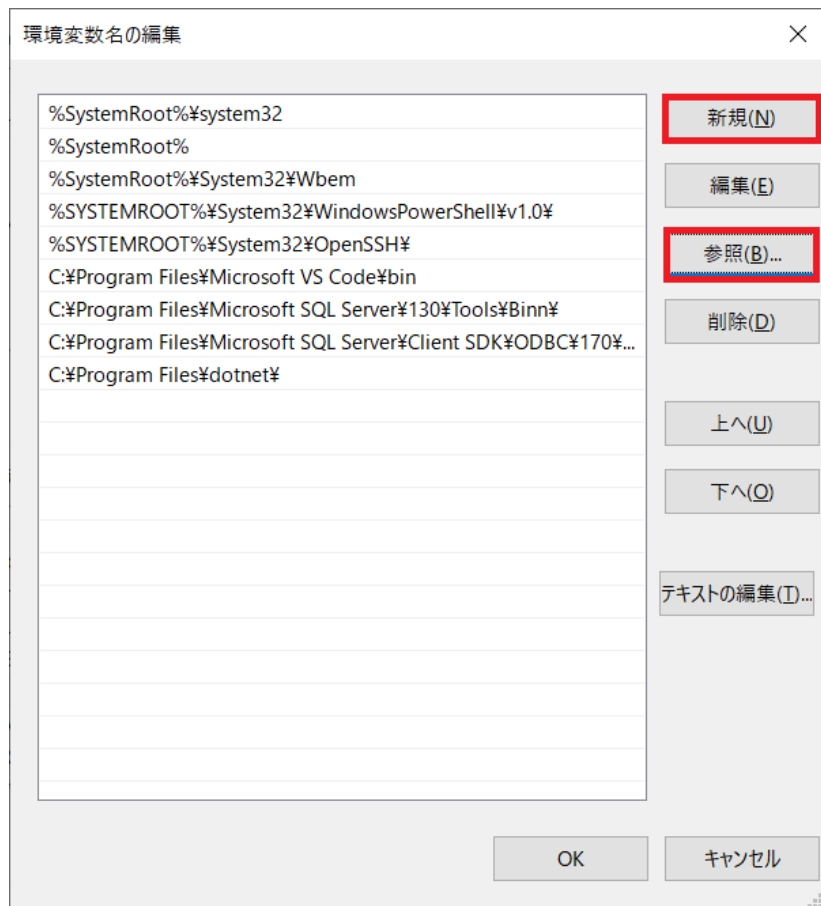 環境変数名の編集
%SystemRoot%¥system32
%SystemRoot%
%SystemRoot%¥System32¥Wbem
%SYSTEMROOT%¥System32¥WindowsPowerShell¥v1.0¥
%SYSTEMROOT%¥System32¥OpenSSH¥
C:¥Program Files¥Microsoft VS Code¥bin
C:¥Program Files¥Microsoft SQL Server¥130¥Tools¥Binn¥
C:¥Program Files¥Microsoft SQL Server¥Client SDK¥ODBC¥170¥...
C:¥Program Files¥dotnet¥
新規(N)
編集(E)
参照(B)...
削除(D)
上へ(U)
下へ(O)
テキストの編集(T)...
OK
キャンセル